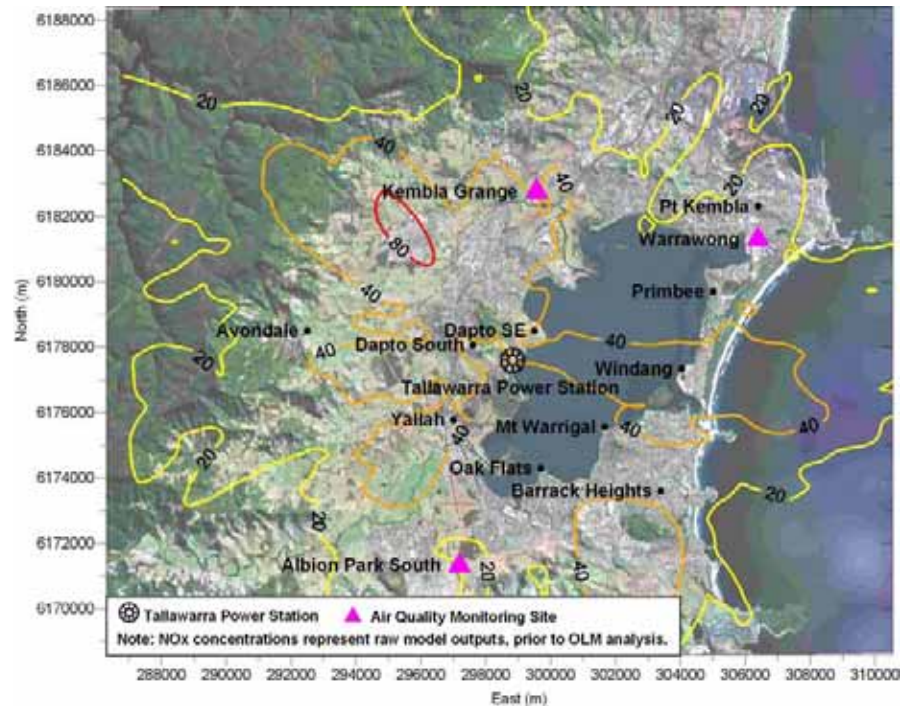 North (m)
6188000
6186000
6184000
6182000
6180000
6178000
6176000
6174000
6172000
6170000
20
20
20
20
40
40
Kembla Grange
20
Pt Kembla
80
Warrawong
Primbee
40
40
Avondale
Dapto SE
20
40
Dapto South
Windang
Tallawarra Power Station
Yallah
40
Mt Warrigal
40
40
20
Oak Flats
Barrack Heights
20
20
Albion Park South
20
40
Tallawarra Power Station
Air Quality Monitoring Site
Note: NOx concentrations represent raw model outputs, prior to OLM analysis.
288000 290000 292000 294000 296000 298000 300000 302000 304000 306000 308000 310000
East (m)